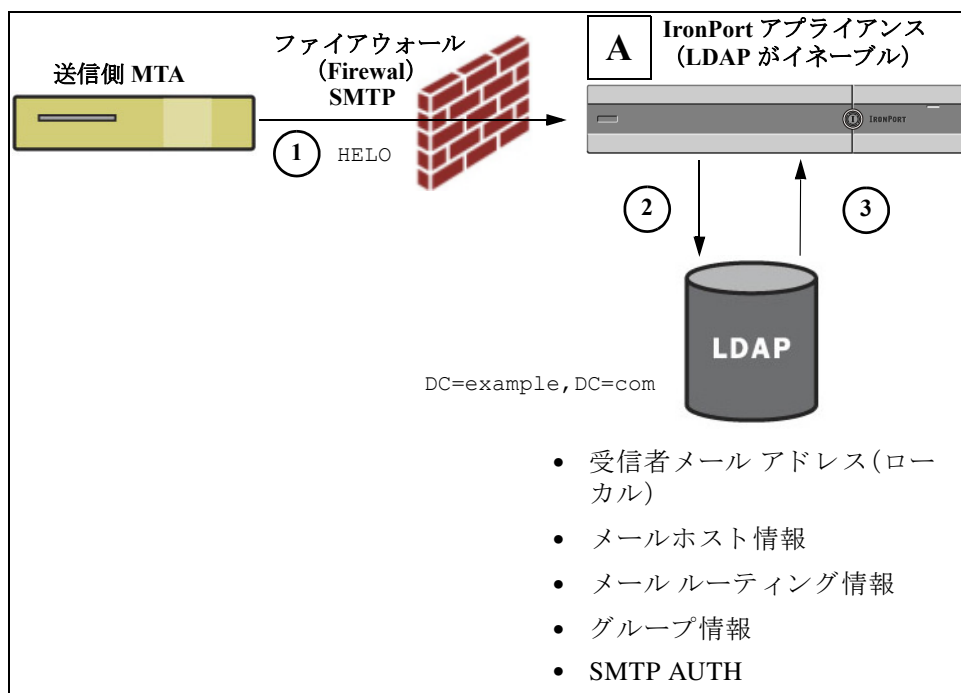 送信側 MTA
ファイアウォール
(Firewal)
SMTP
A
IronPort アプライアンス
(LDAP がイネーブル)
IRONPORT
1
HELO
2
3
LDAP
DC=example,DC=com
• 受信者メール アドレス(ロー
カル)
• メールホスト情報
• メール ルーティング情報
• グループ情報
• SMTP AUTH